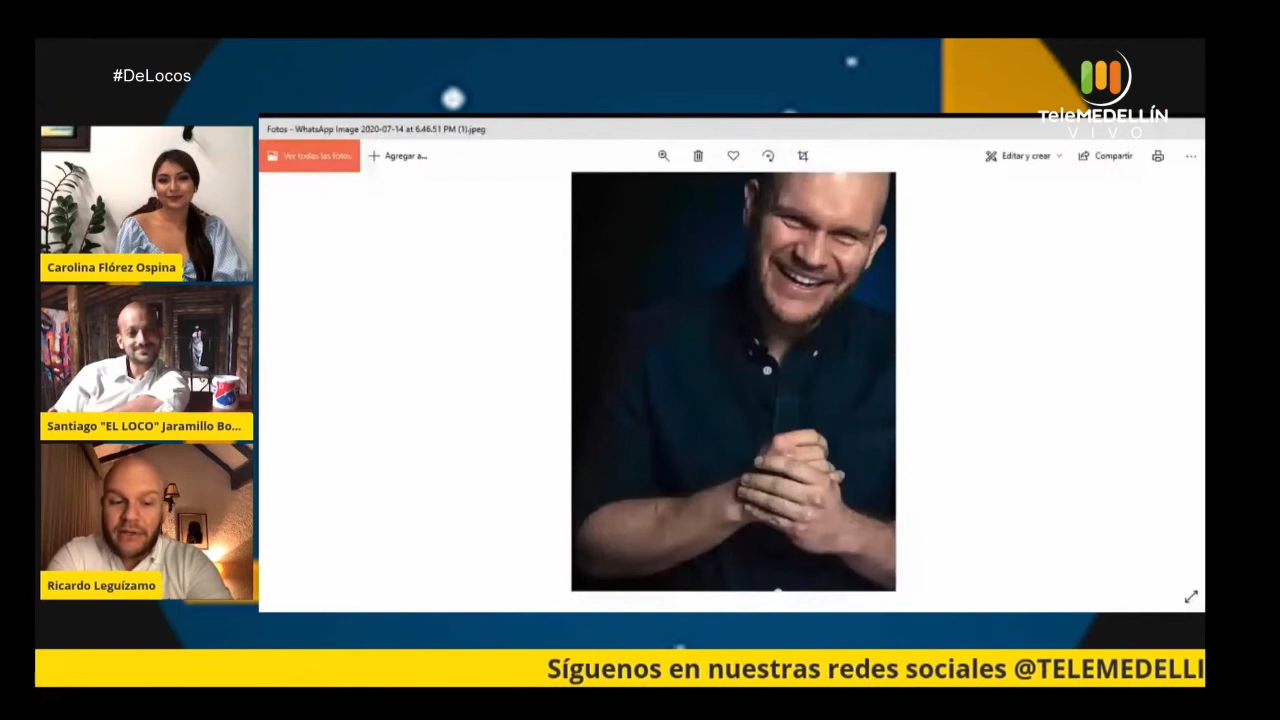 #DeLocos
TeleMEDELLÍN
VIVO
Fotos - WhatsApp Image 2020-07-14 at 6.46.51 PM (1).jpeg
Ver todas las fotos
Agregar a...
Editar y crear
Compartir
Carolina Flórez Ospina
Santiago "EL LOCO" Jaramillo Bo...
Ricardo Leguízamo
Síguenos en nuestras redes sociales @TELEMEDELLI